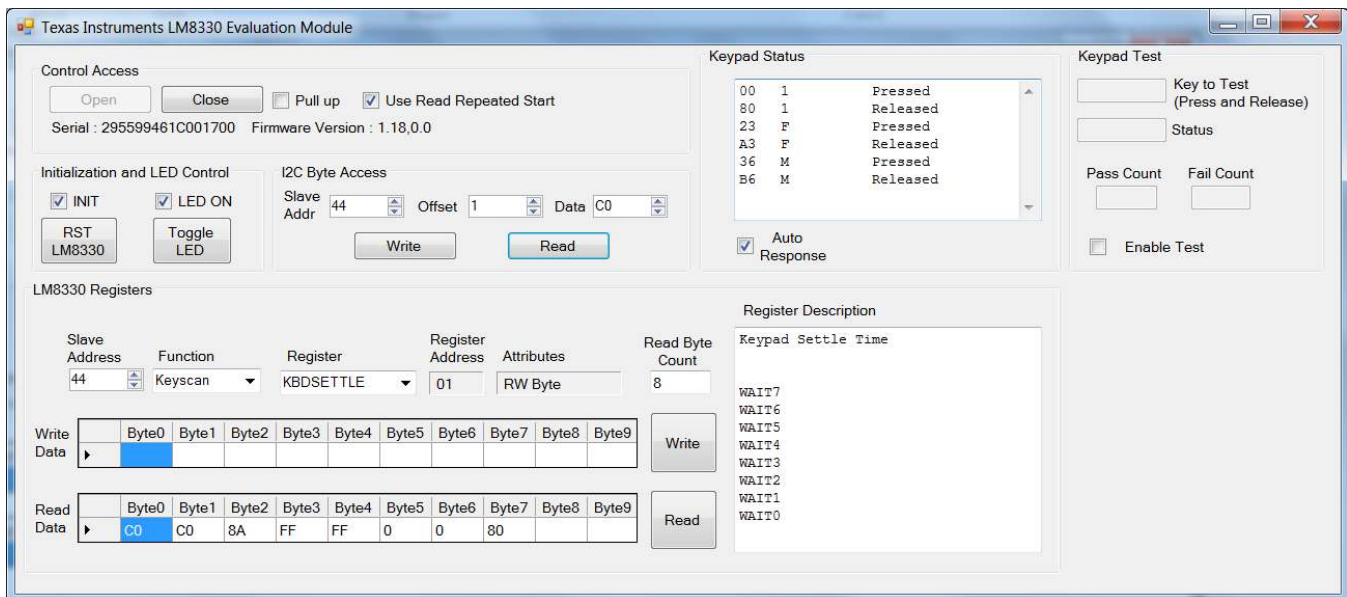 Texas Instruments LM8330 Evaluation Module
Control Access
Open Close Pull up Use Read Repeated Start
Serial : 295599461C001700 Firmware Version : 1.18,0.0
Initialization and LED Control
INIT LED ON
RST LM8330
Toggle LED
I2C Byte Access
Slave Addr 44 Offset 1 Data C0
Write Read
Keypad Status
00 1 Pressed
80 1 Released
23 F Pressed
A3 F Released
36 M Pressed
B6 M Released
Auto
Response
Keypad Test
Key to Test
(Press and Release)
Status
Pass Count Fail Count
Enable Test
LM8330 Registers
Slave Address Function Register Register Address Attributes Read Byte Count
44 Keyscan KBDSETTLE 01 RW Byte 8
Write Data
Byte0 Byte1 Byte2 Byte3 Byte4 Byte5 Byte6 Byte7 Byte8 Byte9
Write
Read Data
Byte0 Byte1 Byte2 Byte3 Byte4 Byte5 Byte6 Byte7 Byte8 Byte9
C0 C0 8A FF FF 0 0 80
Read
Register Description
Keypad Settle Time
WAIT7
WAIT6
WAIT5
WAIT4
WAIT3
WAIT2
WAIT1
WAIT0